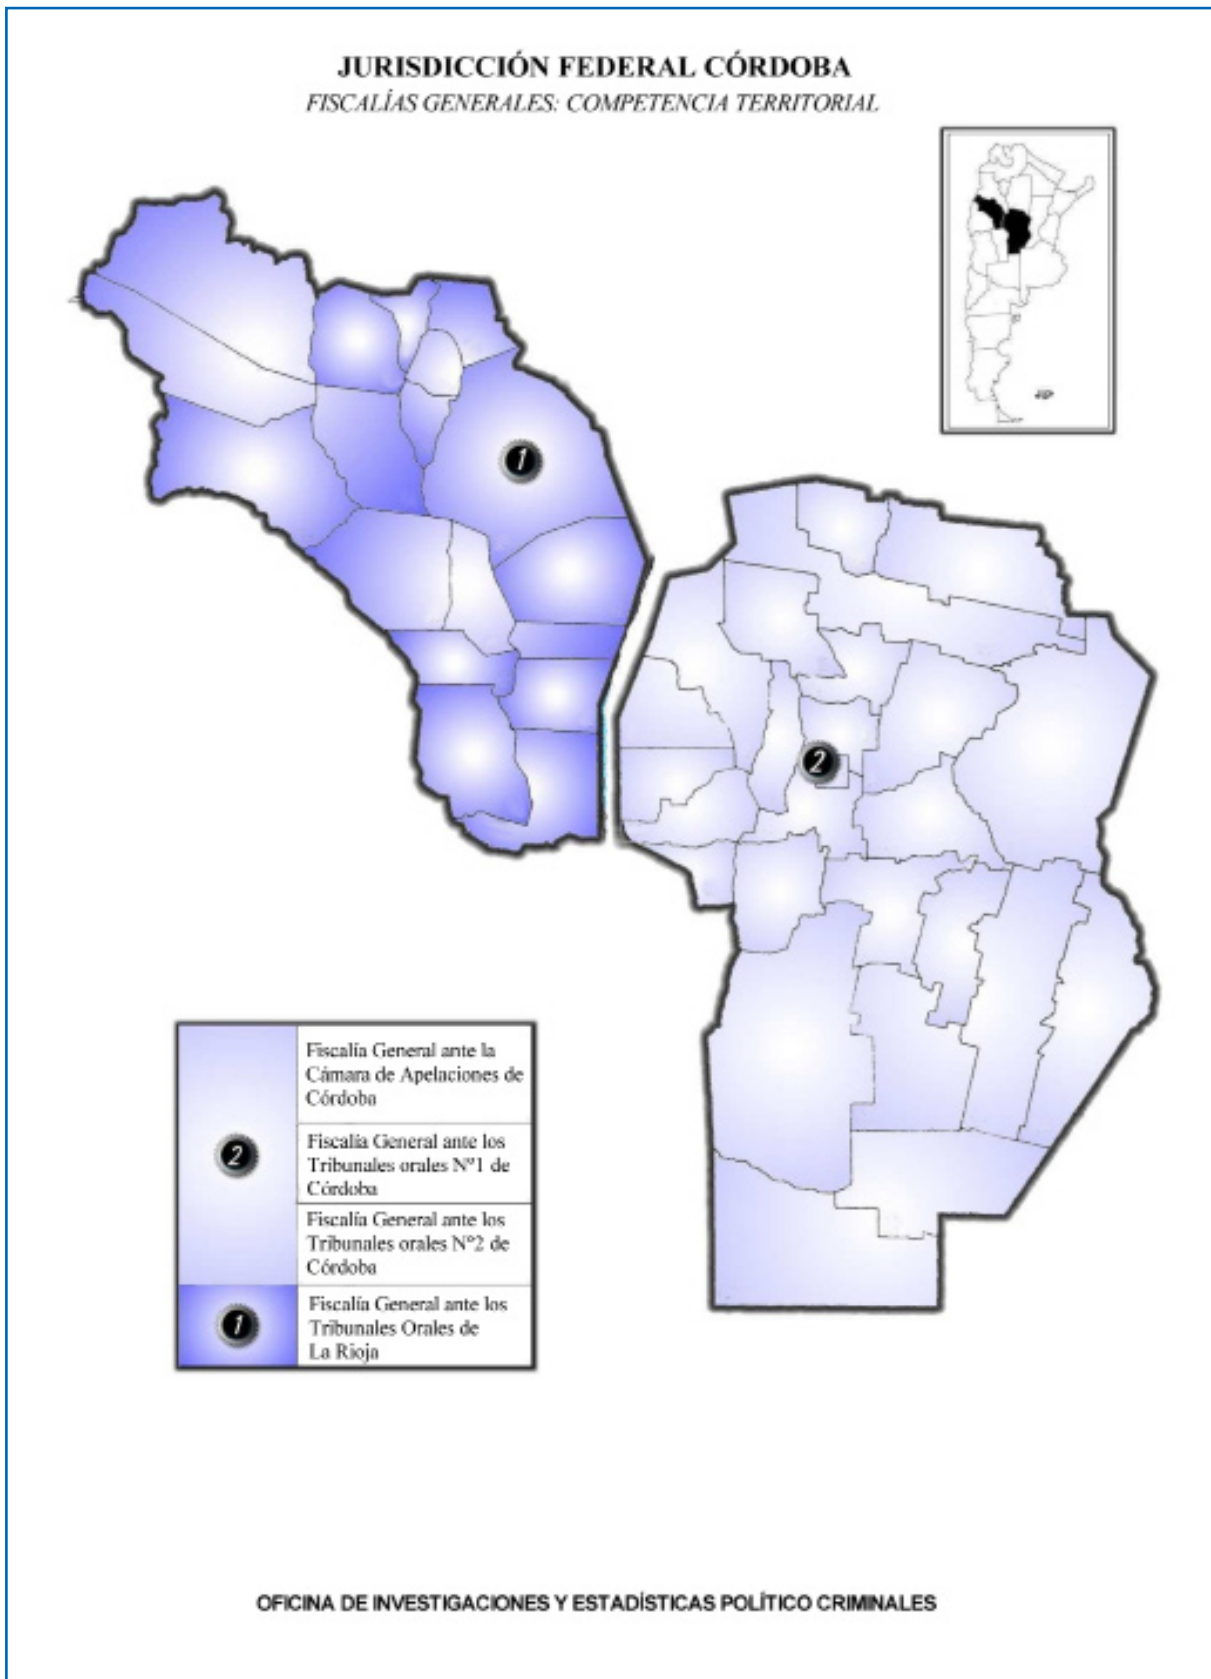 JURISDICCIÓN FEDERAL CÓRDOBA
FISCALÍAS GENERALES: COMPETENCIA TERRITORIAL
1
2
2
Fiscalía General ante la
Cámara de Apelaciones de
Córdoba
Fiscalía General ante los
Tribunales orales Nº1 de
Córdoba
Fiscalía General ante los
Tribunales orales Nº2 de
Córdoba
1
Fiscalía General ante los
Tribunales Orales de
La Rioja
OFICINA DE INVESTIGACIONES Y ESTADÍSTICAS POLÍTICO CRIMINALES